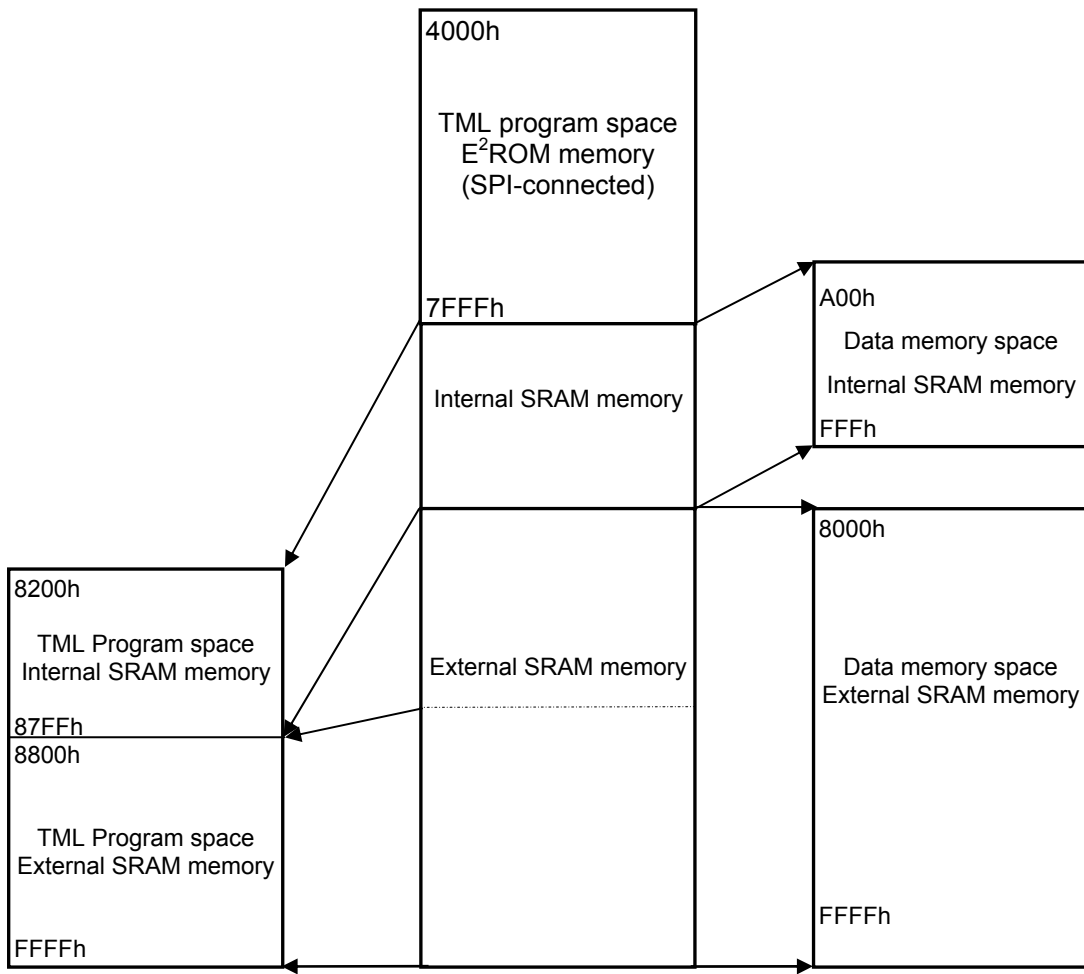 4000h
TML program space
E²ROM memory
(SPI-connected)
7FFFh
Internal SRAM memory
External SRAM memory
A00h
Data memory space
Internal SRAM memory
FFFh
8000h
Data memory space
External SRAM memory
FFFFh
8200h
TML Program space
Internal SRAM memory
87FFh
8800h
TML Program space
External SRAM memory
FFFFh